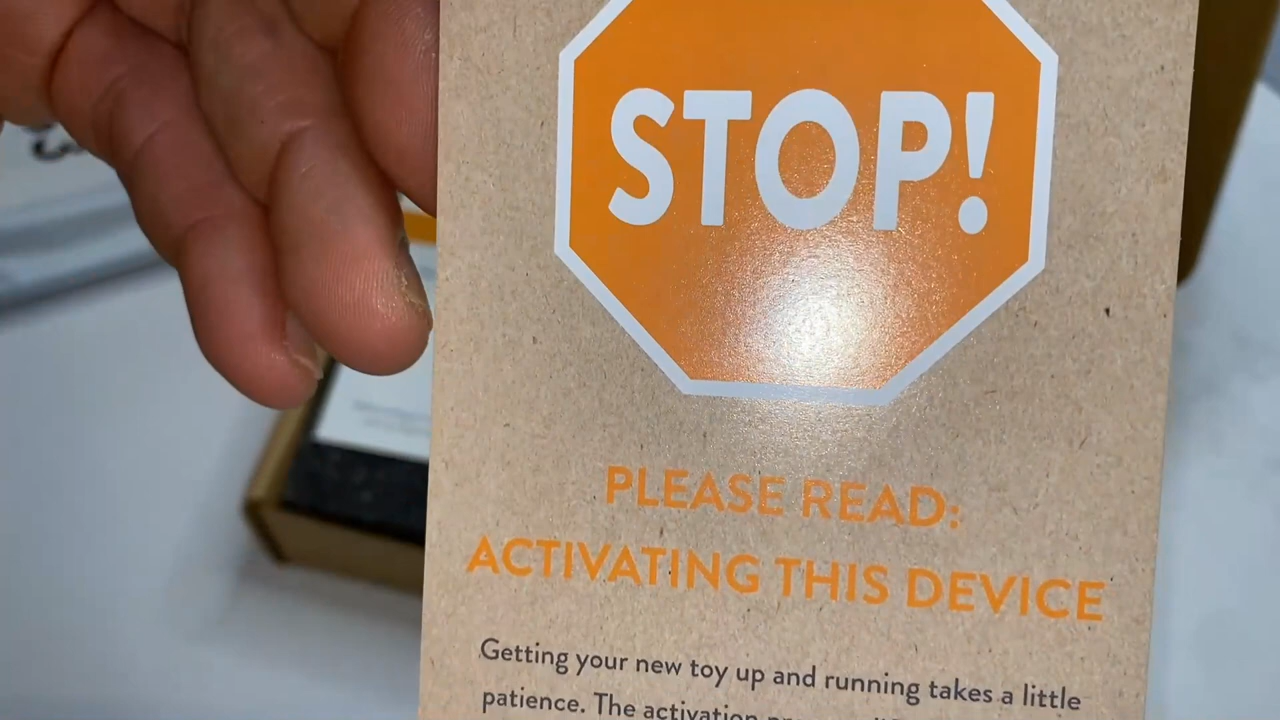 STOP!
PLEASE READ:
ACTIVATING THIS DEVICE
Getting your new toy up and running takes a little
patience. The activation